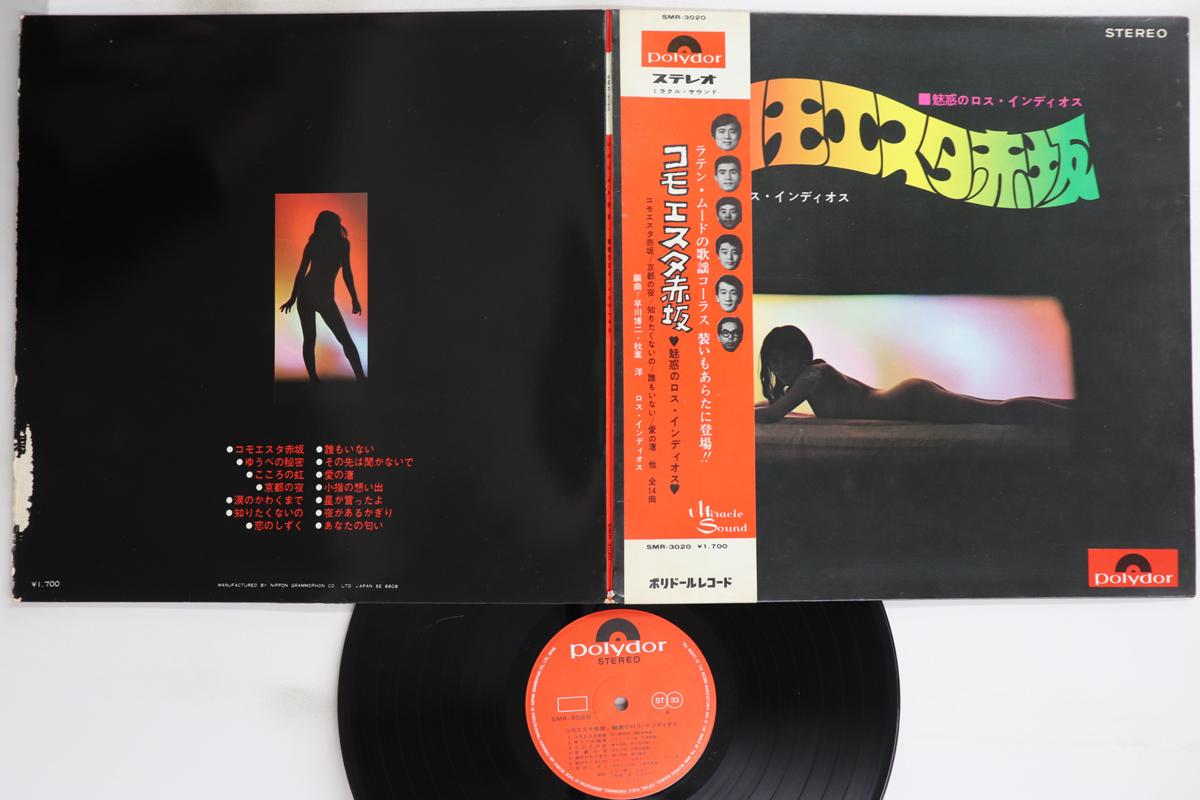 ●コモエスタ赤坂
●ゆうべの秘密
●こころの虹
●京都の夜
●涙のかわくまで
●知りたくないの
●恋のしずく
●誰もいない
●その先は聞かないで
●愛の渚
●小指の想い出
●星が言ったよ
●夜があるかぎり
●あなたの匂い
¥1,700
MANUFACTURED BY NIPPON GRAMMOPHON CO., LTD. JAPAN SE 6808
SMR-3020
polydor
ステレオ
ミラクル・サウンド
ラテン・ムードの歌謡コーラス 装いもあらたに登場!!
コモエスタ赤坂♥魅惑のロス・インディオス♥
コモエスタ赤坂/京都の夜/知りたくないの/誰もいない/愛の渚 他 全14曲
編曲・早川博二・秋葉 洋 ロス・インディオス
Miracle Sound
SMR-3020 ¥1,700
ポリドールレコード
STEREO
■魅惑のロス・インディオス
モエスタ赤坂
ス・インディオス
polydor
polydor
STEREO
SMR-3020
ST 33
コモエスタ赤坂/魅惑のロス・インディオス